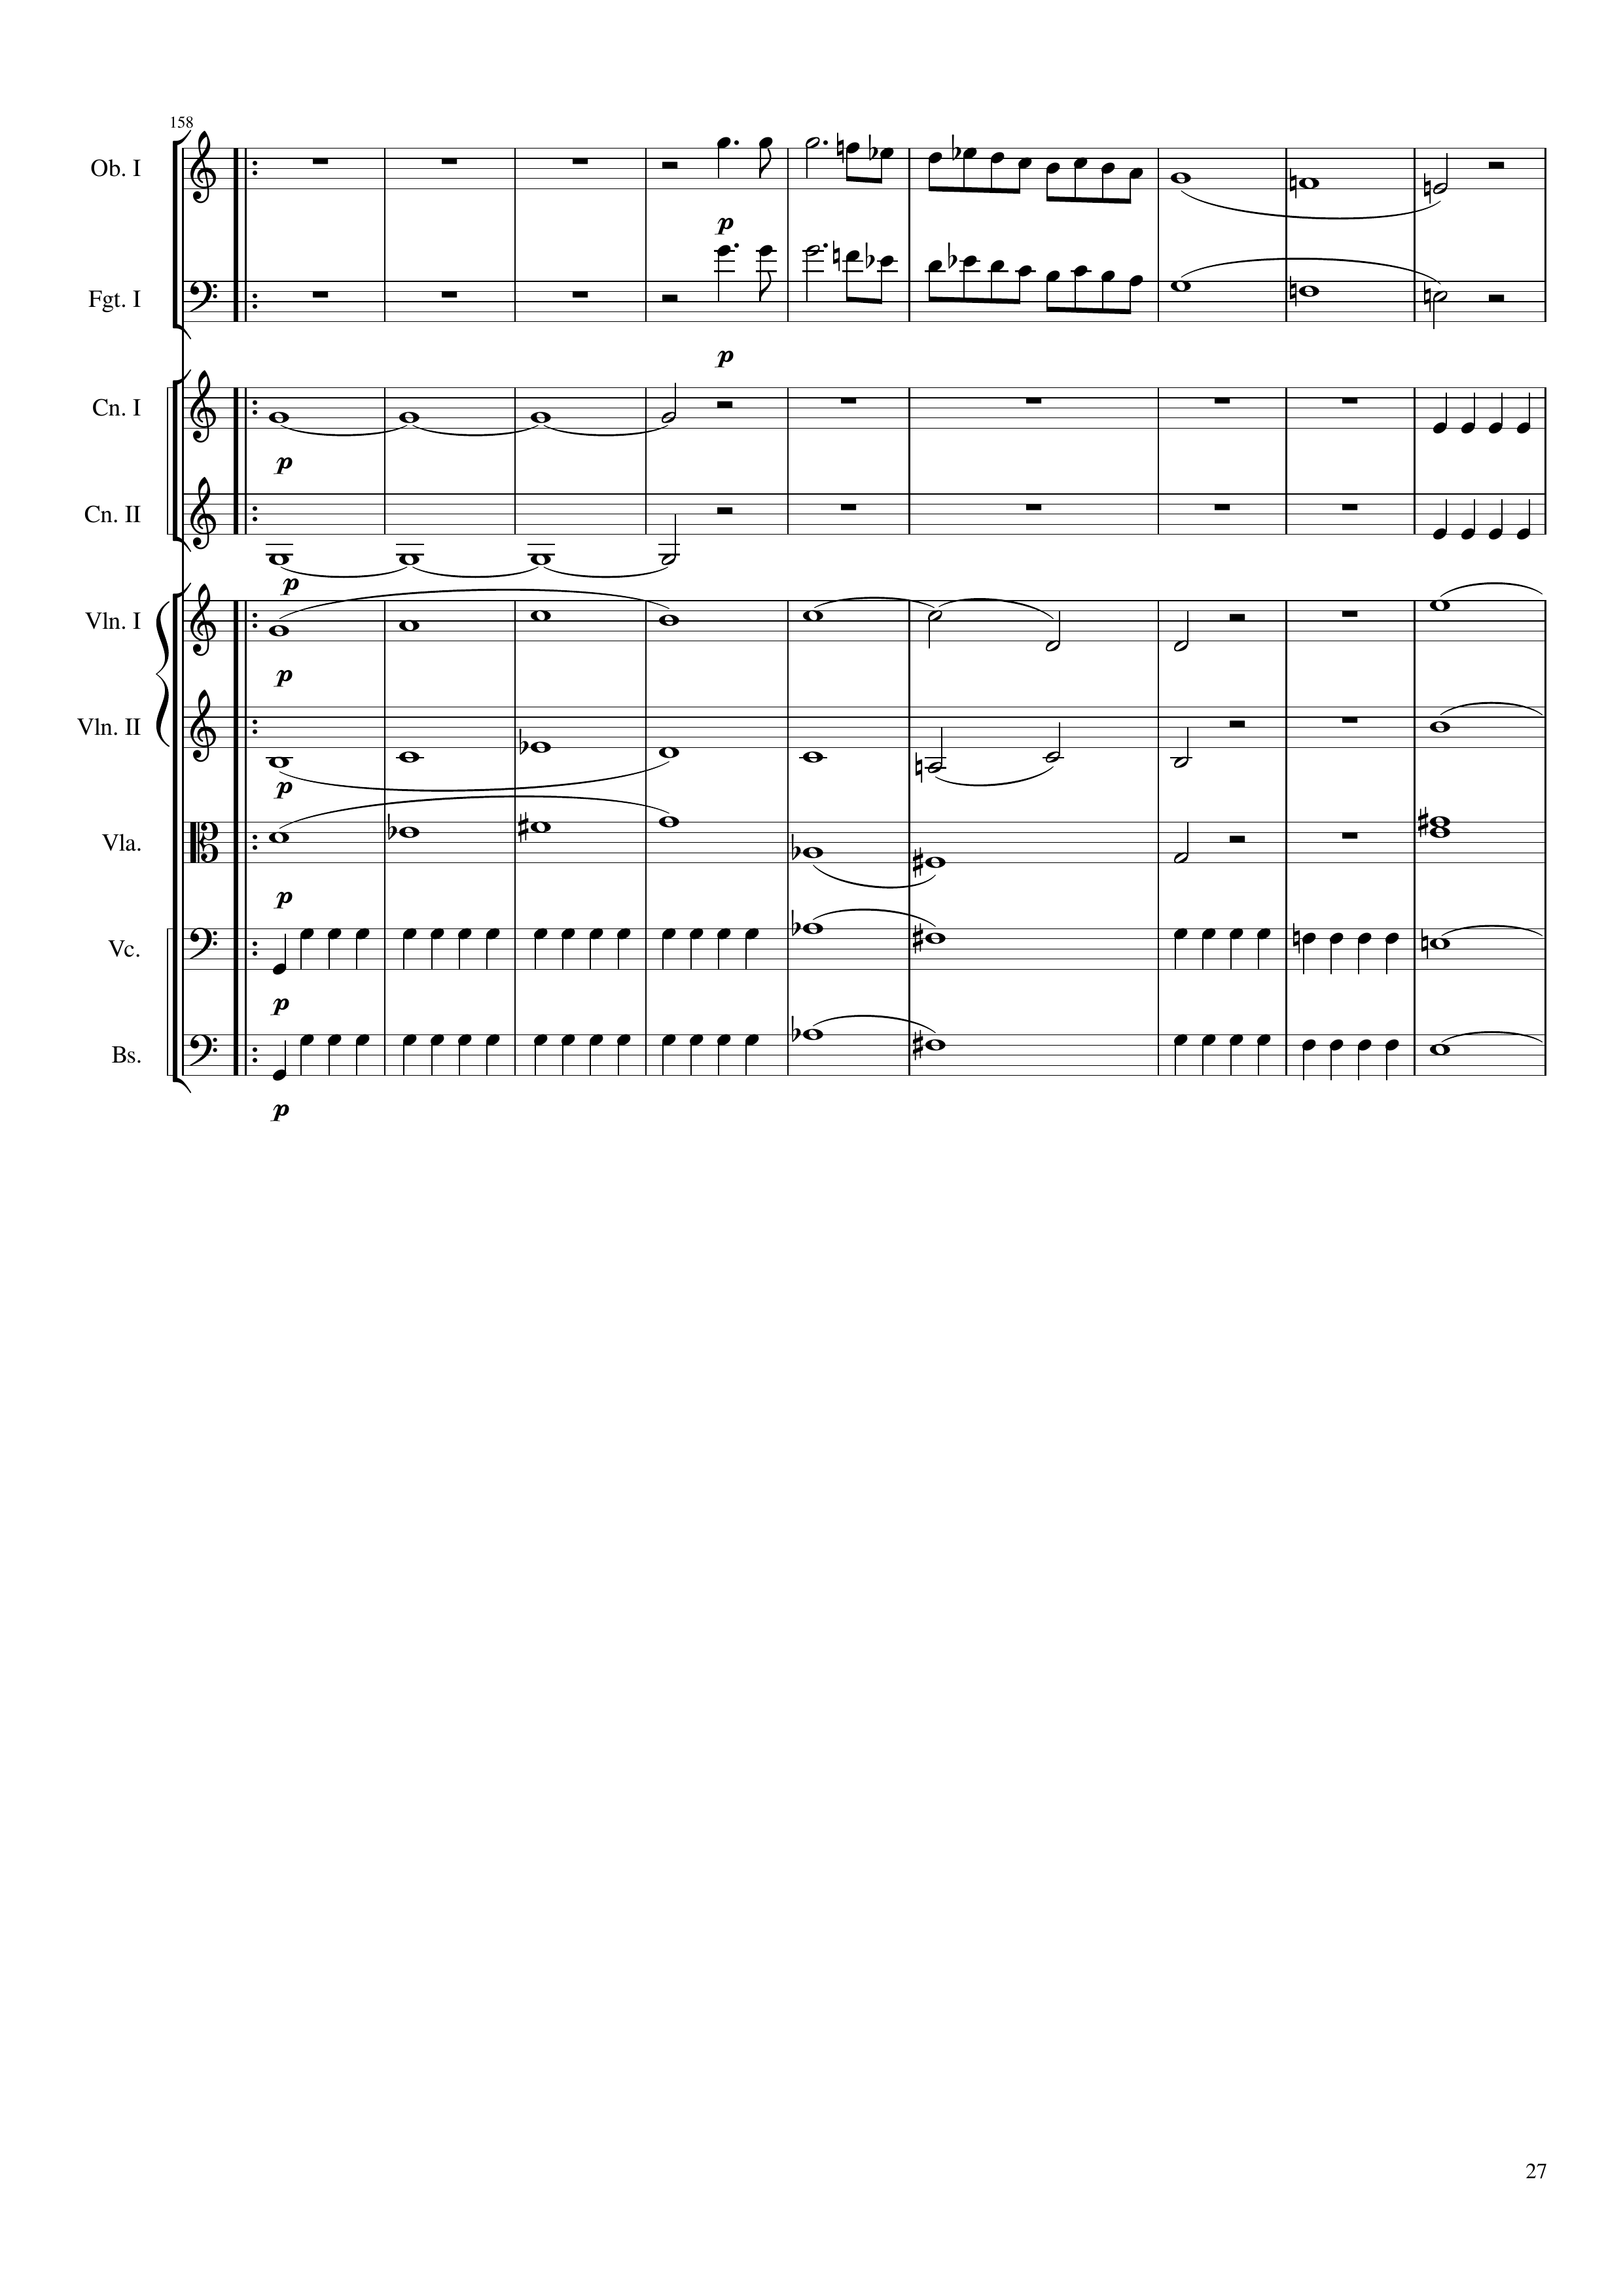 158
Ob. I
p
Fgt. I
p
Cn. I
p
Cn. II
p
Vln. I
p
Vln. II
p
Vla.
p
Vc.
p
Bs.
p
27